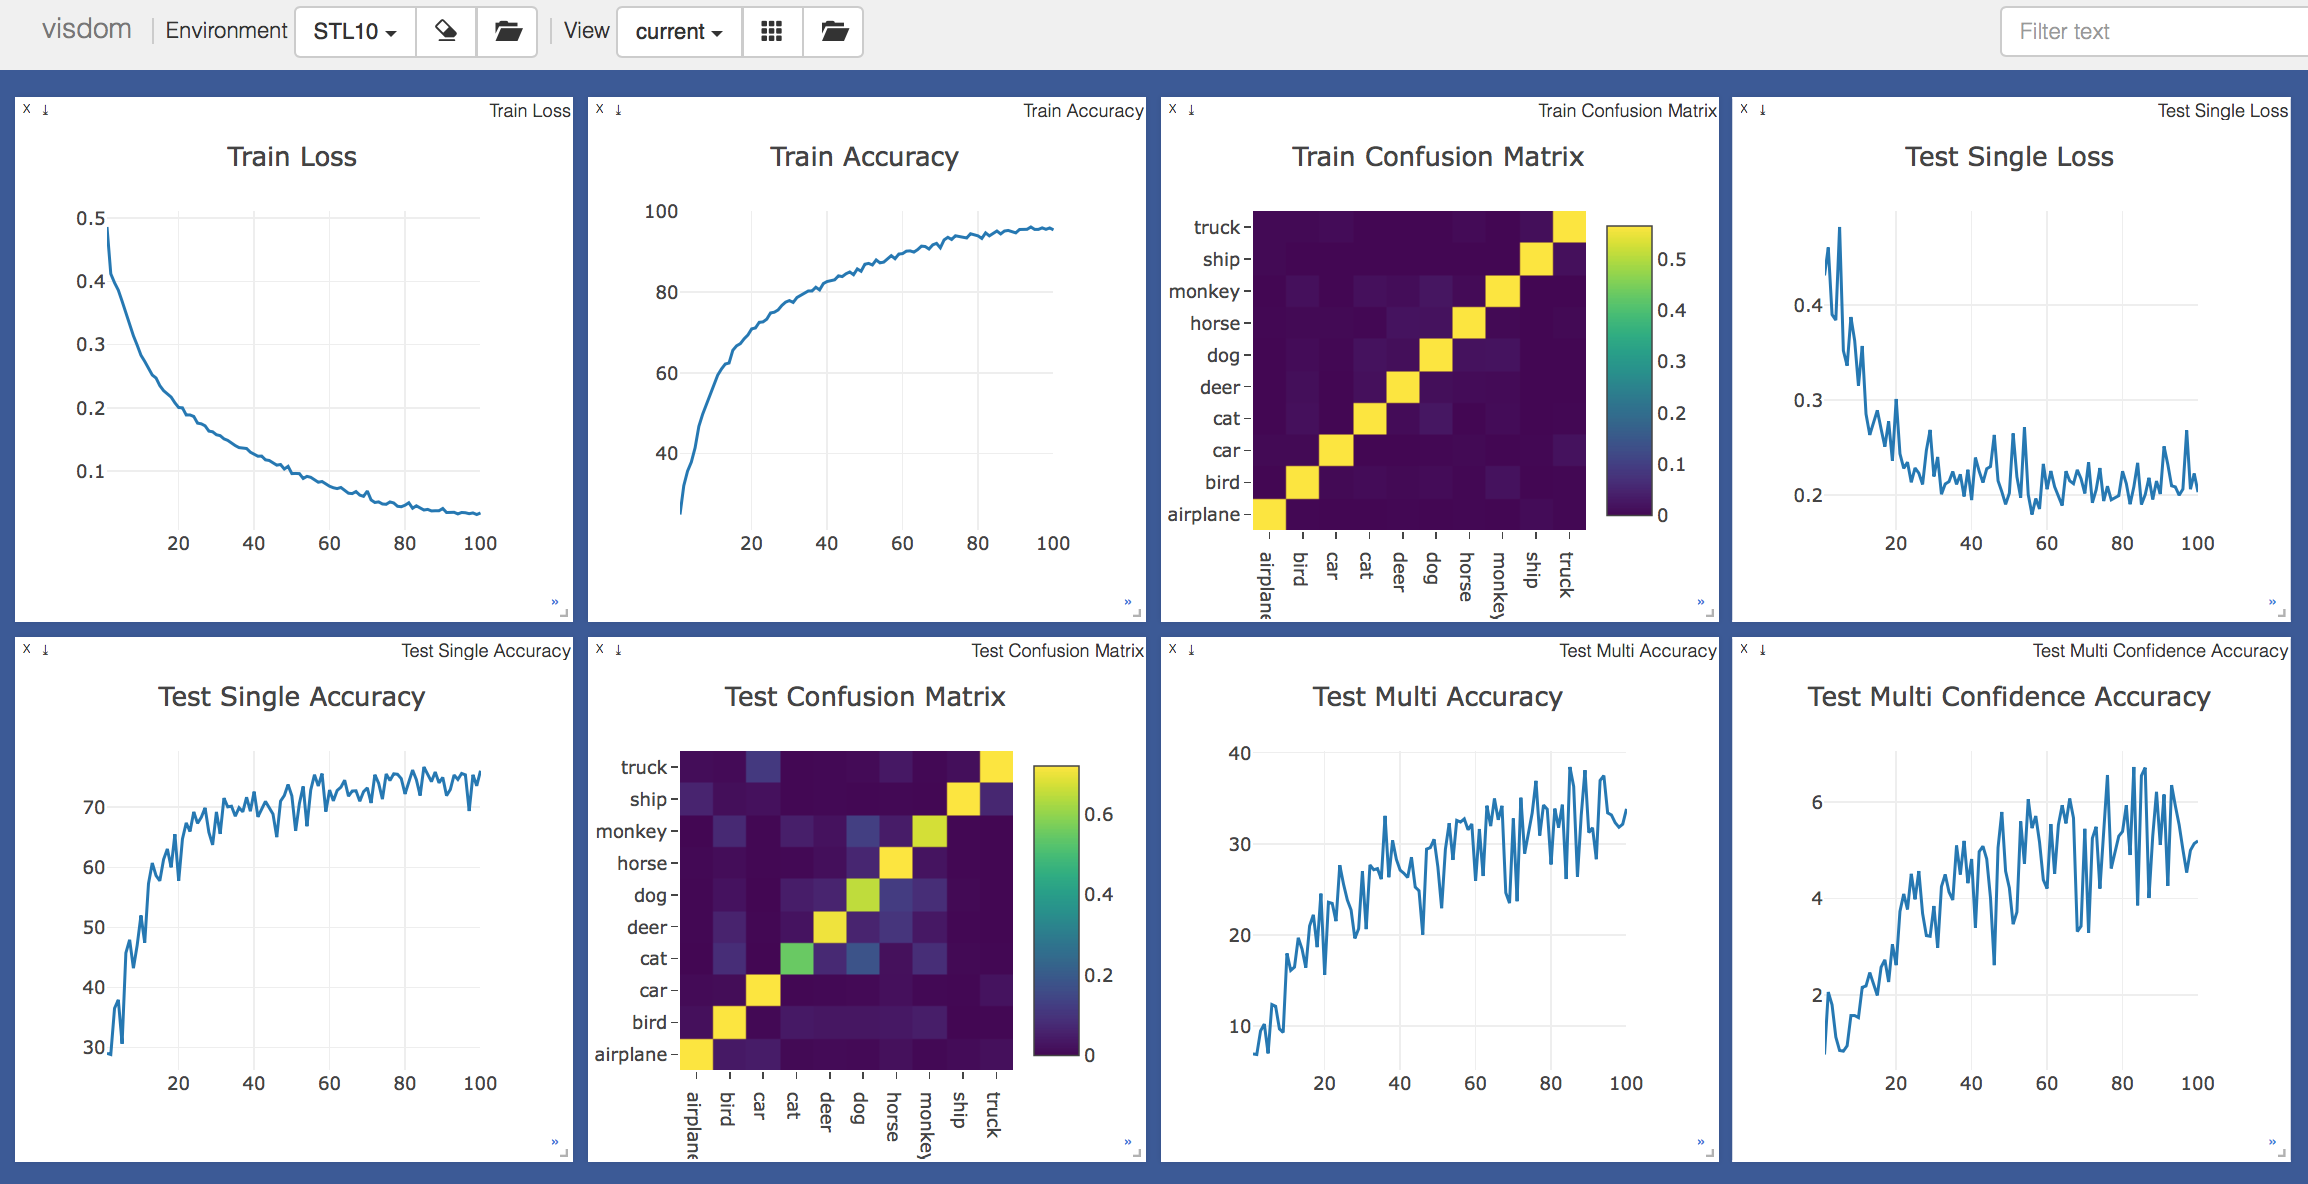 visdom Environment STL10 View current Filter text
X Train Loss
Train Loss
0.5
0.4
0.3
0.2
0.1
20 40 60 80 100
»
X Train Accuracy
Train Accuracy
100
80
60
40
20 40 60 80 100
»
X Train Confusion Matrix
Train Confusion Matrix
truck
ship
monkey
horse
dog
deer
cat
car
bird
airplane
airplane bird car cat deer dog horse monkey ship truck
0.5
0.4
0.3
0.2
0.1
0
»
X Test Single Loss
Test Single Loss
0.4
0.3
0.2
20 40 60 80 100
»
X Test Single Accuracy
Test Single Accuracy
70
60
50
40
30
20 40 60 80 100
»
X Test Confusion Matrix
Test Confusion Matrix
truck
ship
monkey
horse
dog
deer
cat
car
bird
airplane
airplane bird car cat deer dog horse monkey ship truck
0.6
0.4
0.2
0
»
X Test Multi Accuracy
Test Multi Accuracy
40
30
20
10
20 40 60 80 100
»
X Test Multi Confidence Accuracy
Test Multi Confidence Accuracy
6
4
2
20 40 60 80 100
»